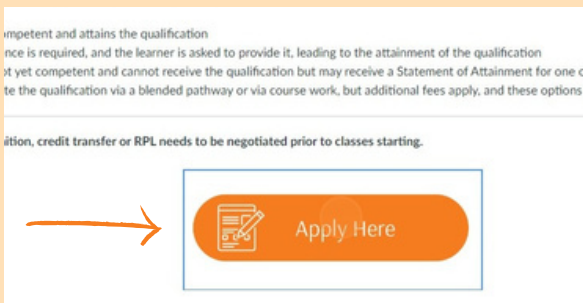 competent and attains the qualification
nce is required, and the learner is asked to provide it, leading to the attainment of the qualification
ot yet competent and cannot receive the qualification but may receive a Statement of Attainment for one o
te the qualification via a blended pathway or via course work, but additional fees apply, and these options
ition, credit transfer or RPL needs to be negotiated prior to classes starting.
Apply Here